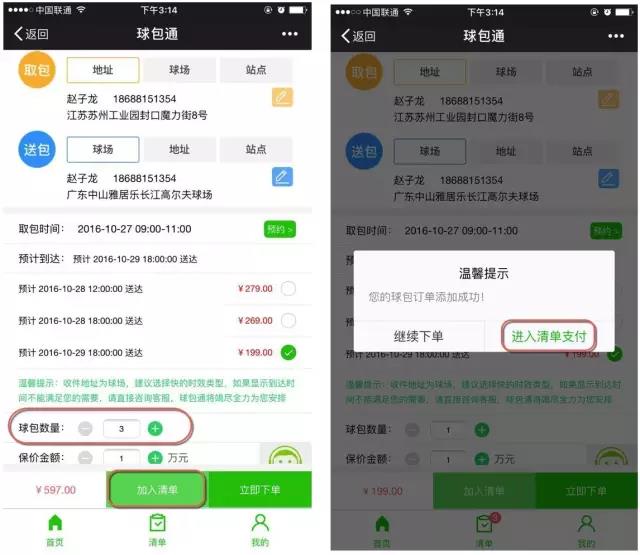 中国联通 下午3:14
返回 球包通
取包 地址 球场 站点
赵子龙 18688151354
江苏苏州工业园封口魔力街8号
送包 球场 地址 站点
赵子龙 18688151354
广东中山雅居乐长江高尔夫球场
取包时间: 2016-10-27 09:00-11:00 预约 >
预计到达: 预计 2016-10-29 18:00:00 送达
预计 2016-10-28 12:00:00 送达 ¥279.00
预计 2016-10-28 18:00:00 送达 ¥269.00
预计 2016-10-29 18:00:00 送达 ¥199.00
温馨提示:收件地址为球场,建议选择快的时效类型,如果显示到达时
间不能满足您的需要,请直接咨询客服,球包通将竭尽全力为您安排
球包数量: 3
保价金额: 1 万元
¥597.00 加入清单 立即下单
首页 清单 我的
中国联通 下午3:14
返回 球包通
取包 地址 球场 站点
赵子龙 18688151354
江苏苏州工业园封口魔力街8号
送包 球场 地址 站点
赵子龙 18688151354
广东中山雅居乐长江高尔夫球场
取包时间: 2016-10-27 09:00-11:00 预约 >
温馨提示
您的球包订单添加成功!
继续下单 进入清单支付
预计 2016-10-29 18:00:00 送达 ¥199.00
温馨提示:收件地址为球场,建议选择快的时效类型,如果显示到达时
间不能满足您的需要,请直接咨询客服,球包通将竭尽全力为您安排
球包数量: 1
保价金额: 1 万元
¥199.00 加入清单 立即下单
3
首页 清单 我的